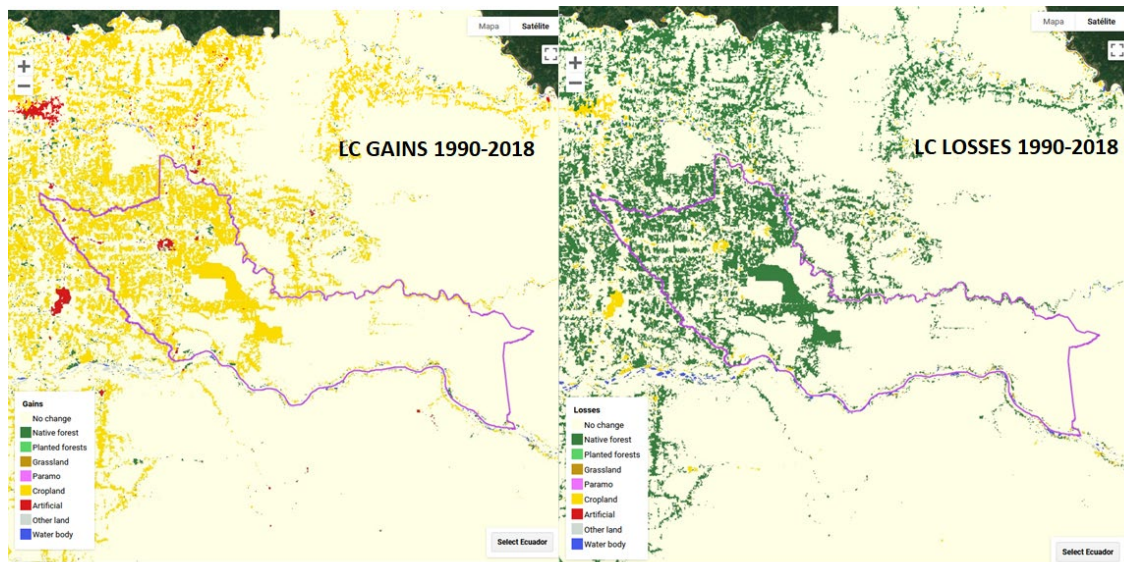 Mapa Satélite
+
−
LC GAINS 1990-2018
Gains
No change
Native forest
Planted forests
Grassland
Paramo
Cropland
Artificial
Other land
Water body
Select Ecuador
Mapa Satélite
+
−
LC LOSSES 1990-2018
Losses
No change
Native forest
Planted forests
Grassland
Paramo
Cropland
Artificial
Other land
Water body
Select Ecuador